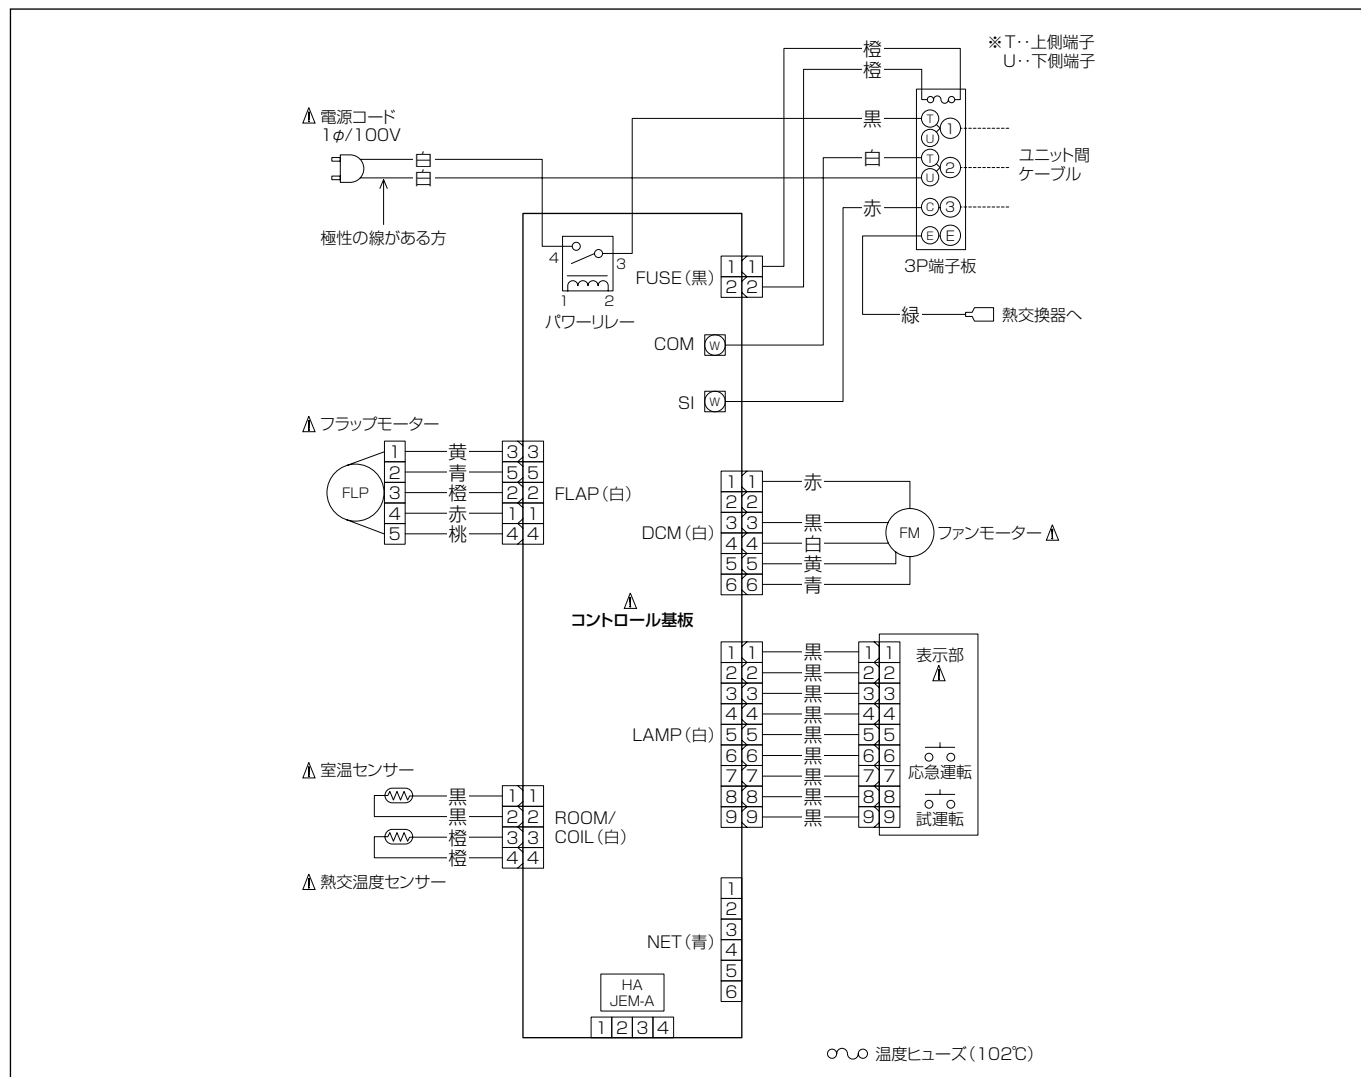 ※T‥上側端子
U‥下側端子
橙
橙
電源コード
1φ/100V
黒
T
U
1
白
白
白
T
U
2
ユニット間
ケーブル
極性の線がある方
赤
C 3
E E
3P端子板
4
3
1
2
パワーリレー
FUSE(黒)
1 1
2 2
緑
熱交換器へ
COM
W
SI
W
フラップモーター
FLP
1 黄 3 3
2 青 5 5
3 橙 2 2
4 赤 1 1
5 桃 4 4
FLAP(白)
DCM(白)
1 1 赤
2 2
3 3 黒
4 4 白
5 5 黄
6 6 青
FM
ファンモーター
コントロール基板
LAMP(白)
1 1 黒 1 1
2 2 黒 2 2
3 3 黒 3 3
4 4 黒 4 4
5 5 黒 5 5
6 6 黒 6 6
7 7 黒 7 7
8 8 黒 8 8
9 9 黒 9 9
表示部
応急運転
試運転
室温センサー
黒 1 1
黒 2 2
橙 3 3
橙 4 4
ROOM/
COIL(白)
熱交温度センサー
NET(青)
1
2
3
4
5
6
HA
JEM-A
1 2 3 4
温度ヒューズ(102℃)